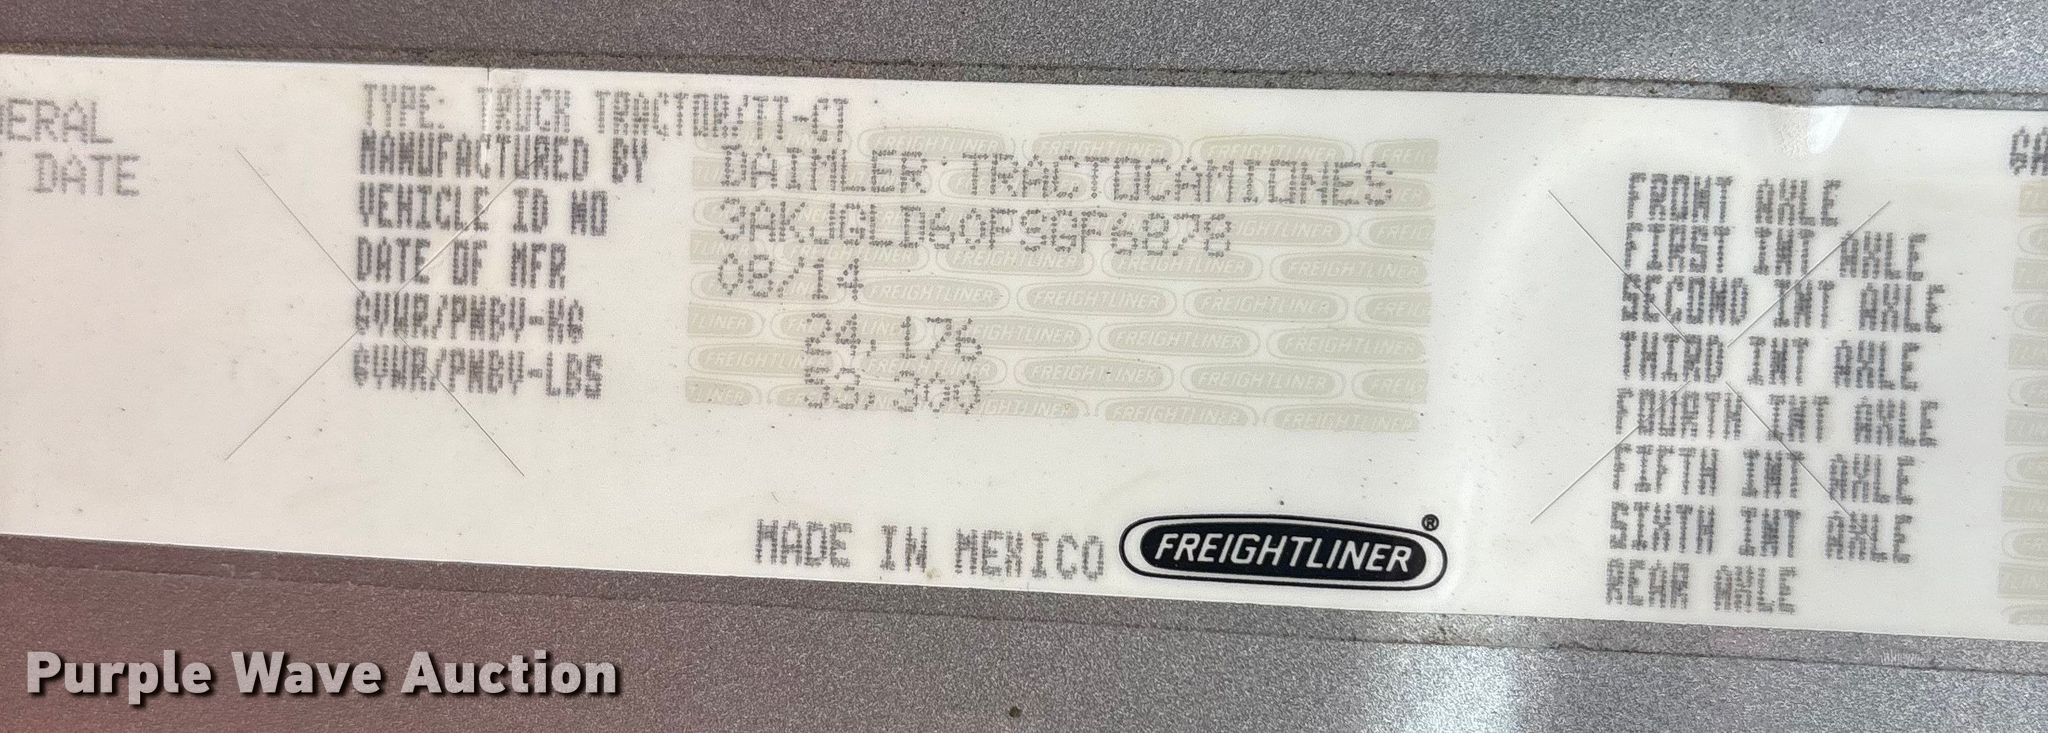 NERAL
DATE
TYPE: TRUCK TRACTOR/TT-CT
MANUFACTURED BY DAIMLER TRACTOCAMIONES
VEHICLE ID NO 3AKJGLD60FSGF6878
DATE OF MFR 08/14
GVWR/PNBV-KG 24,176
GVWR/PNBV-LBS 53,300
MADE IN MEXICO FREIGHTLINER®
FRONT AXLE
FIRST INT AXLE
SECOND INT AXLE
THIRD INT AXLE
FOURTH INT AXLE
FIFTH INT AXLE
SIXTH INT AXLE
REAR AXLE
GA
Purple Wave Auction